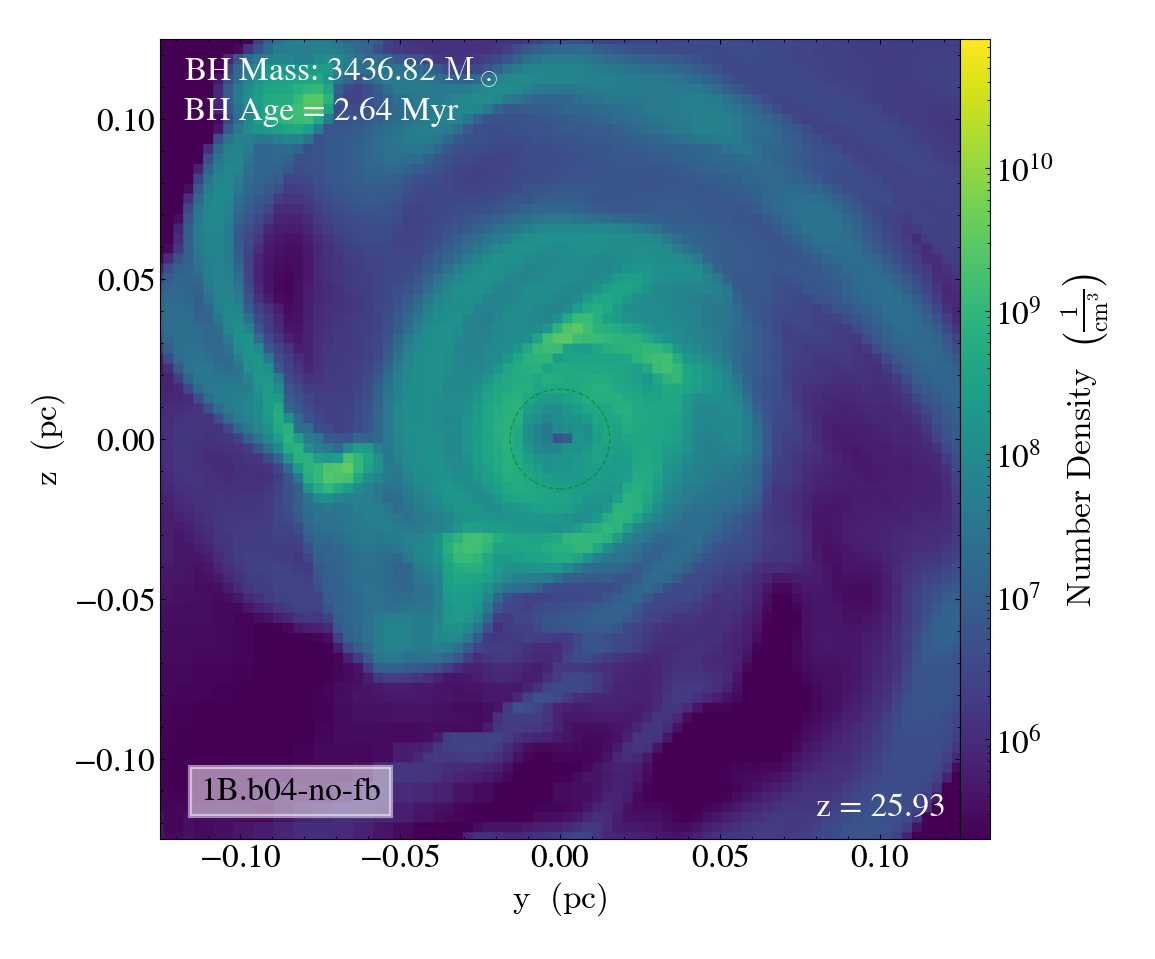 BH Mass: 3436.82 M⊙
BH Age = 2.64 Myr
0.10
0.05
0.00
−0.05
−0.10
z (pc)
1B.b04-no-fb
z = 25.93
−0.10 −0.05 0.00 0.05 0.10
y (pc)
10^10
10^9
10^8
10^7
10^6
Number Density (1/cm^3)